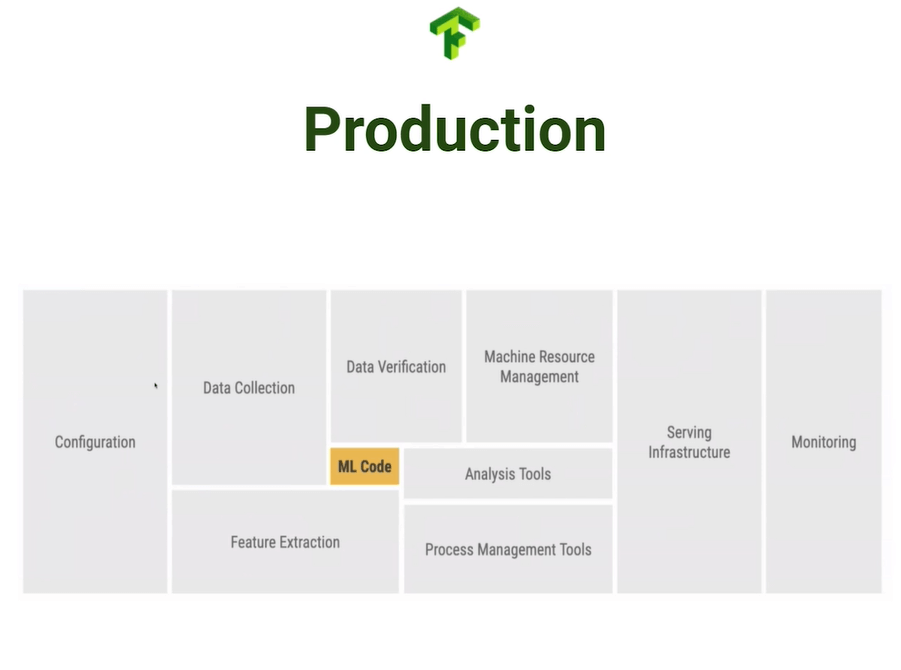 Production
Configuration
Data Collection
Data Verification
Machine Resource
Management
ML Code
Feature Extraction
Analysis Tools
Process Management Tools
Serving
Infrastructure
Monitoring